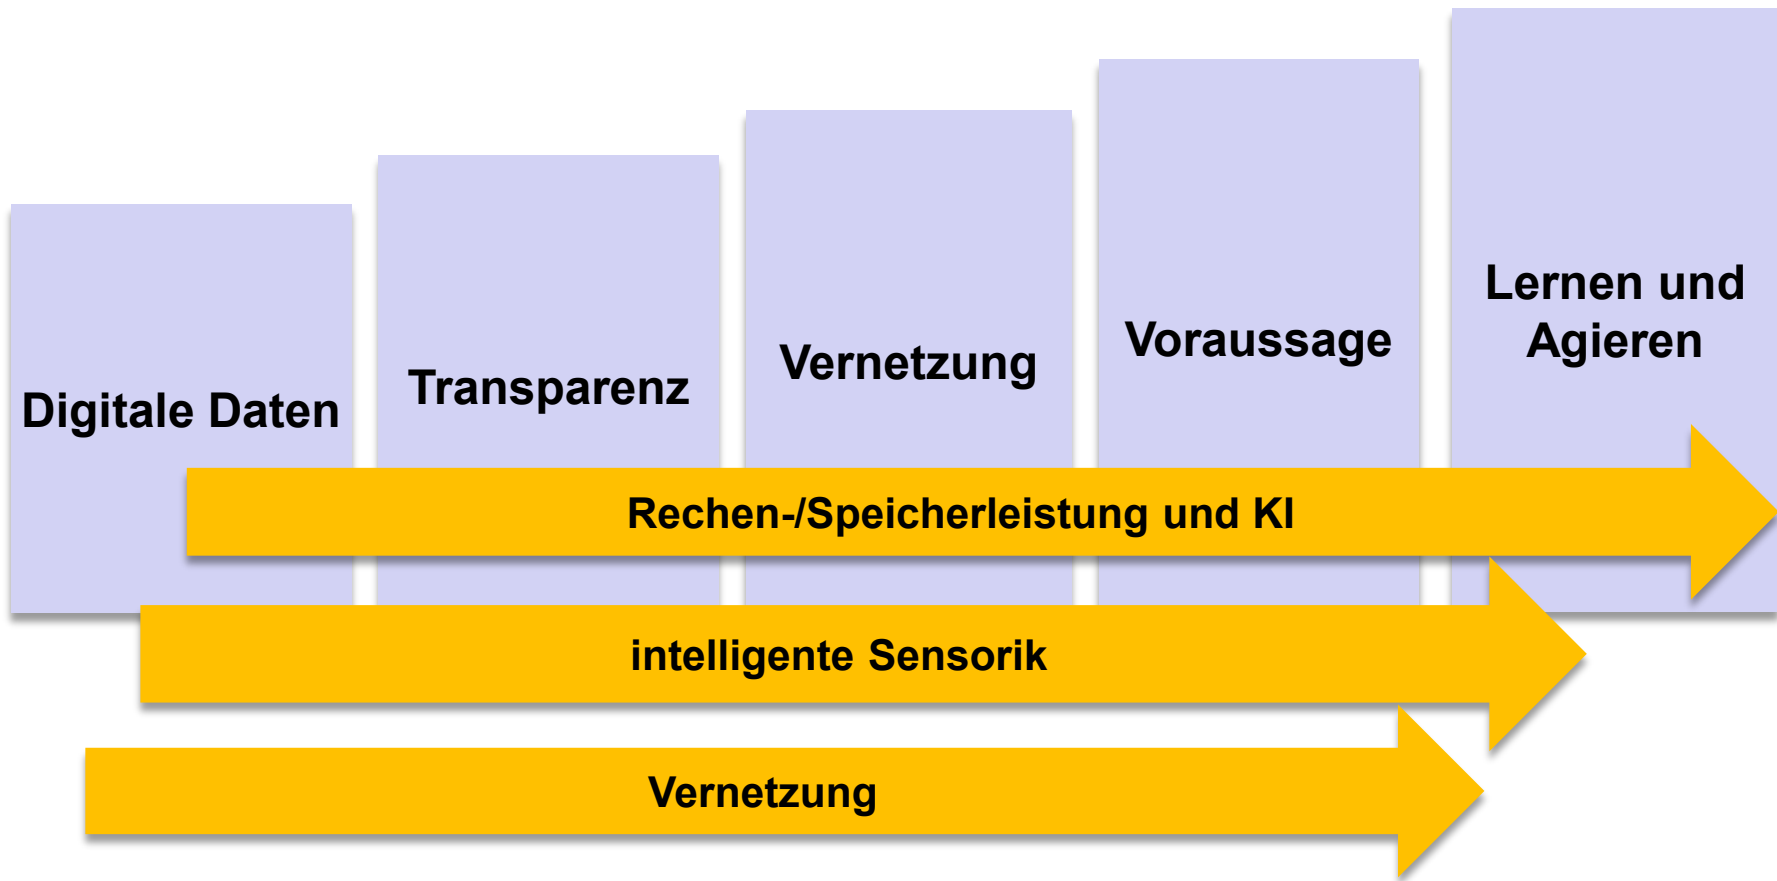 Digitale Daten
Transparenz
Vernetzung
Voraussage
Lernen und
Agieren
Rechen-/Speicherleistung und KI
intelligente Sensorik
Vernetzung